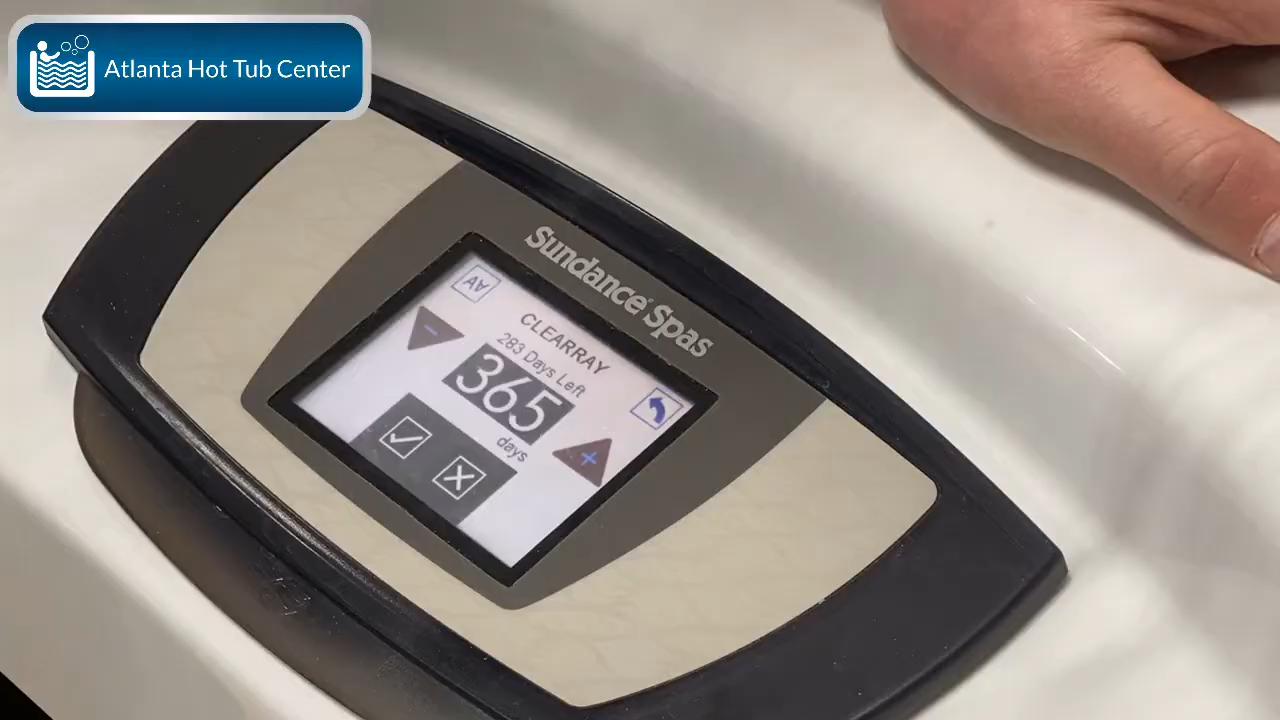 Atlanta Hot Tub Center
Sundance® Spas
CLEARRAY
283 Days Left
365
days